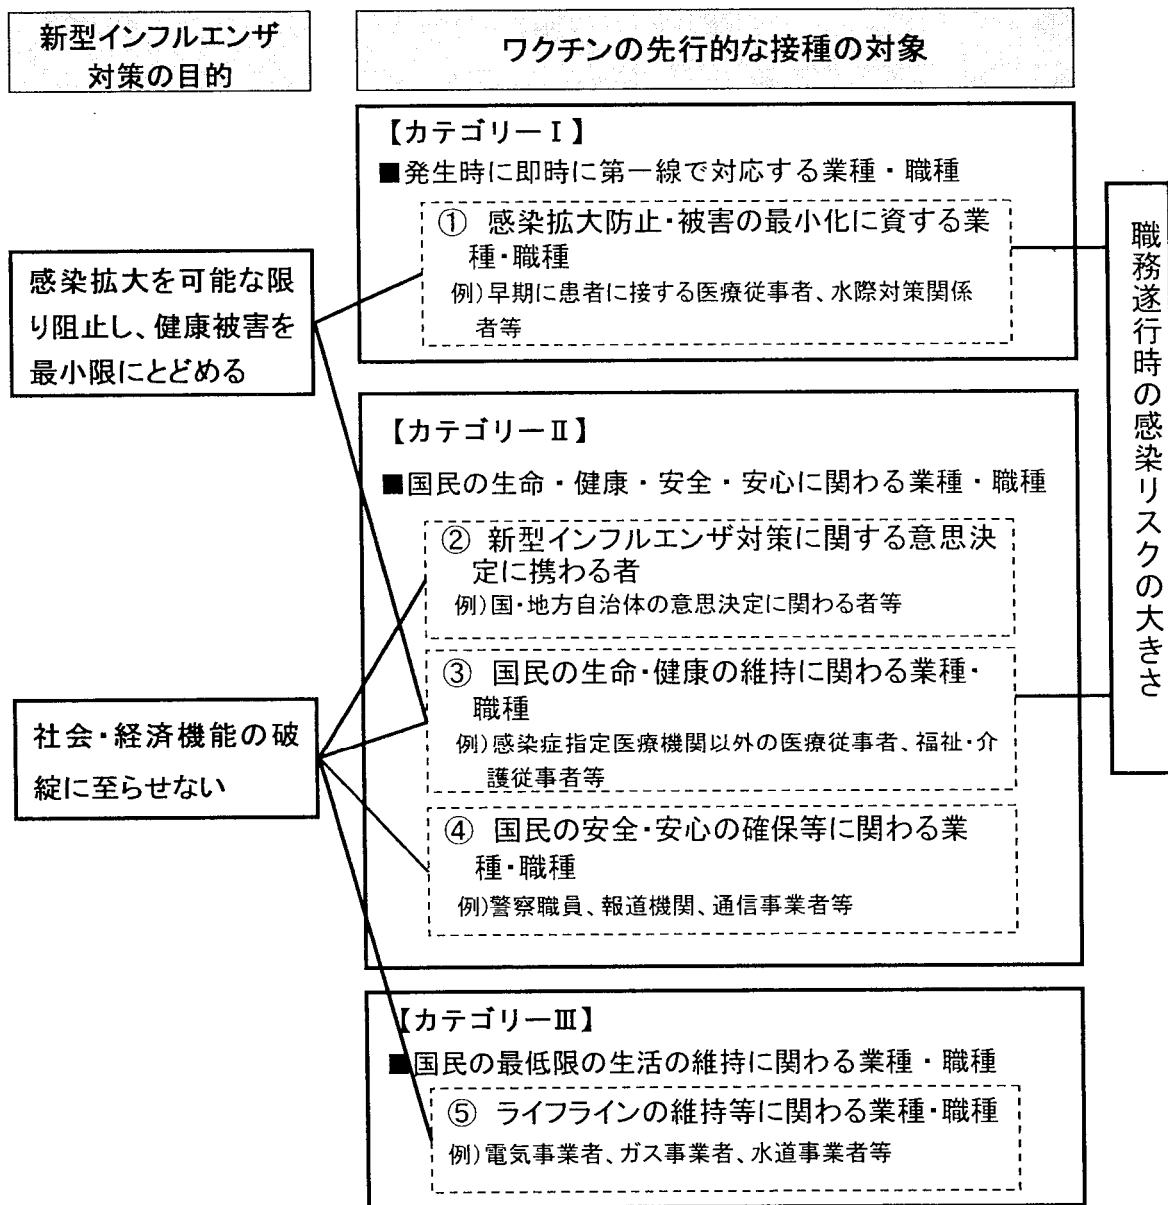 新型インフルエンザ
対策の目的
ワクチンの先行的な接種の対象
【カテゴリーⅠ】
■発生時に即時に第一線で対応する業種・職種
① 感染拡大防止・被害の最小化に資する業
種・職種
例)早期に患者に接する医療従事者、水際対策関係
者等
感染拡大を可能な限
り阻止し、健康被害を
最小限にとどめる
【カテゴリーⅡ】
■国民の生命・健康・安全・安心に関わる業種・職種
② 新型インフルエンザ対策に関する意思決
定に携わる者
例)国・地方自治体の意思決定に関わる者等
③ 国民の生命・健康の維持に関わる業種・
職種
例)感染症指定医療機関以外の医療従事者、福祉・介
護従事者等
社会・経済機能の破
綻に至らせない
④ 国民の安全・安心の確保等に関わる業
種・職種
例)警察職員、報道機関、通信事業者等
【カテゴリーⅢ】
■国民の最低限の生活の維持に関わる業種・職種
⑤ ライフラインの維持等に関わる業種・職種
例)電気事業者、ガス事業者、水道事業者等
職務遂行時の感染リスクの大きさ